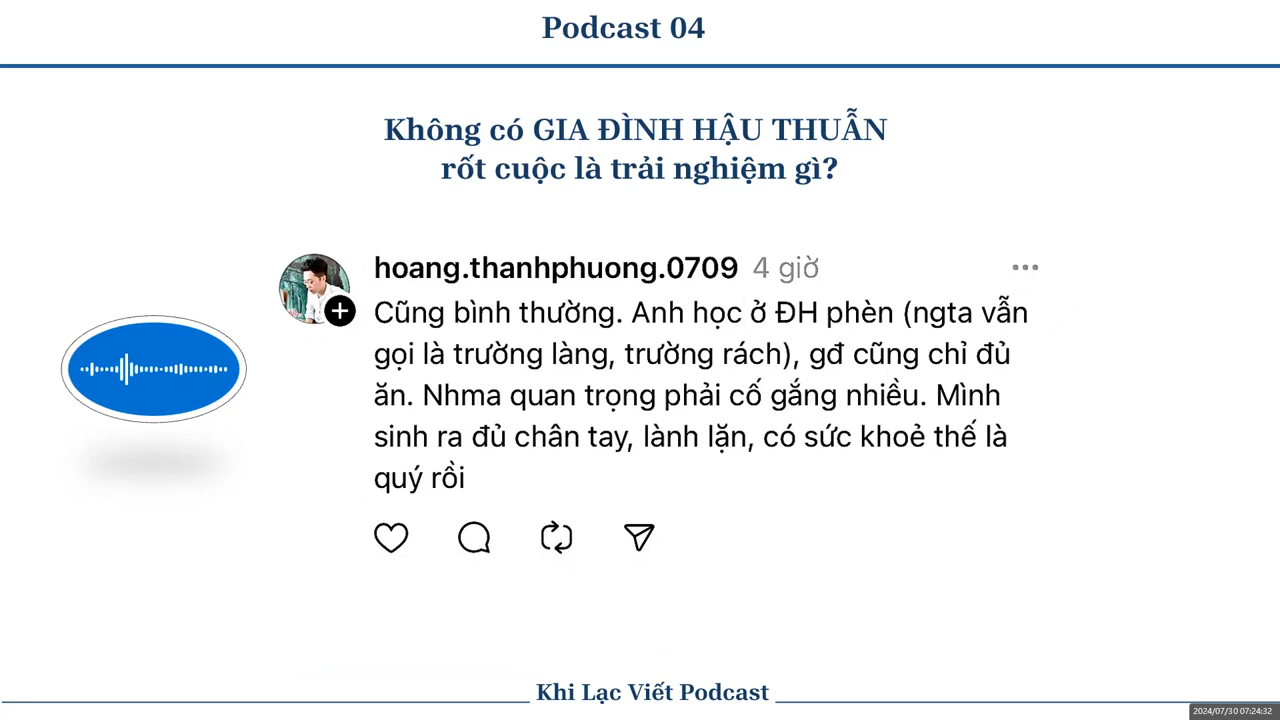 Podcast 04
Không có GIA ĐÌNH HẬU THUẪN
rốt cuộc là trải nghiệm gì?
hoang.thanhphuong.0709 4 giờ
Cũng bình thường. Anh học ở ĐH phèn (ngta vẫn
gọi là trường làng, trường rách), gđ cũng chỉ đủ
ăn. Nhma quan trọng phải cố gắng nhiều. Mình
sinh ra đủ chân tay, lành lặn, có sức khoẻ thế là
quý rồi
Khi Lạc Viết Podcast
2024/07/30 07:24:32